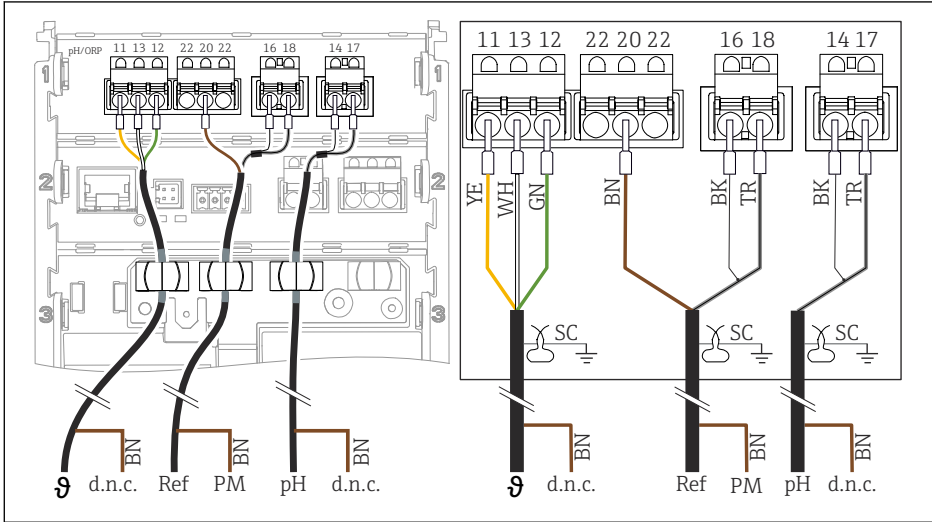 pH/ORP 11 13 12 22 20 22 16 18 14 17
1 1
2 2
3 3
BN BN BN
ϑ d.n.c. Ref PM pH d.n.c.
11 13 12 22 20 22 16 18 14 17
YE WH GN BN BK TR BK TR
SC SC SC
BN BN BN
ϑ d.n.c. Ref PM pH d.n.c.